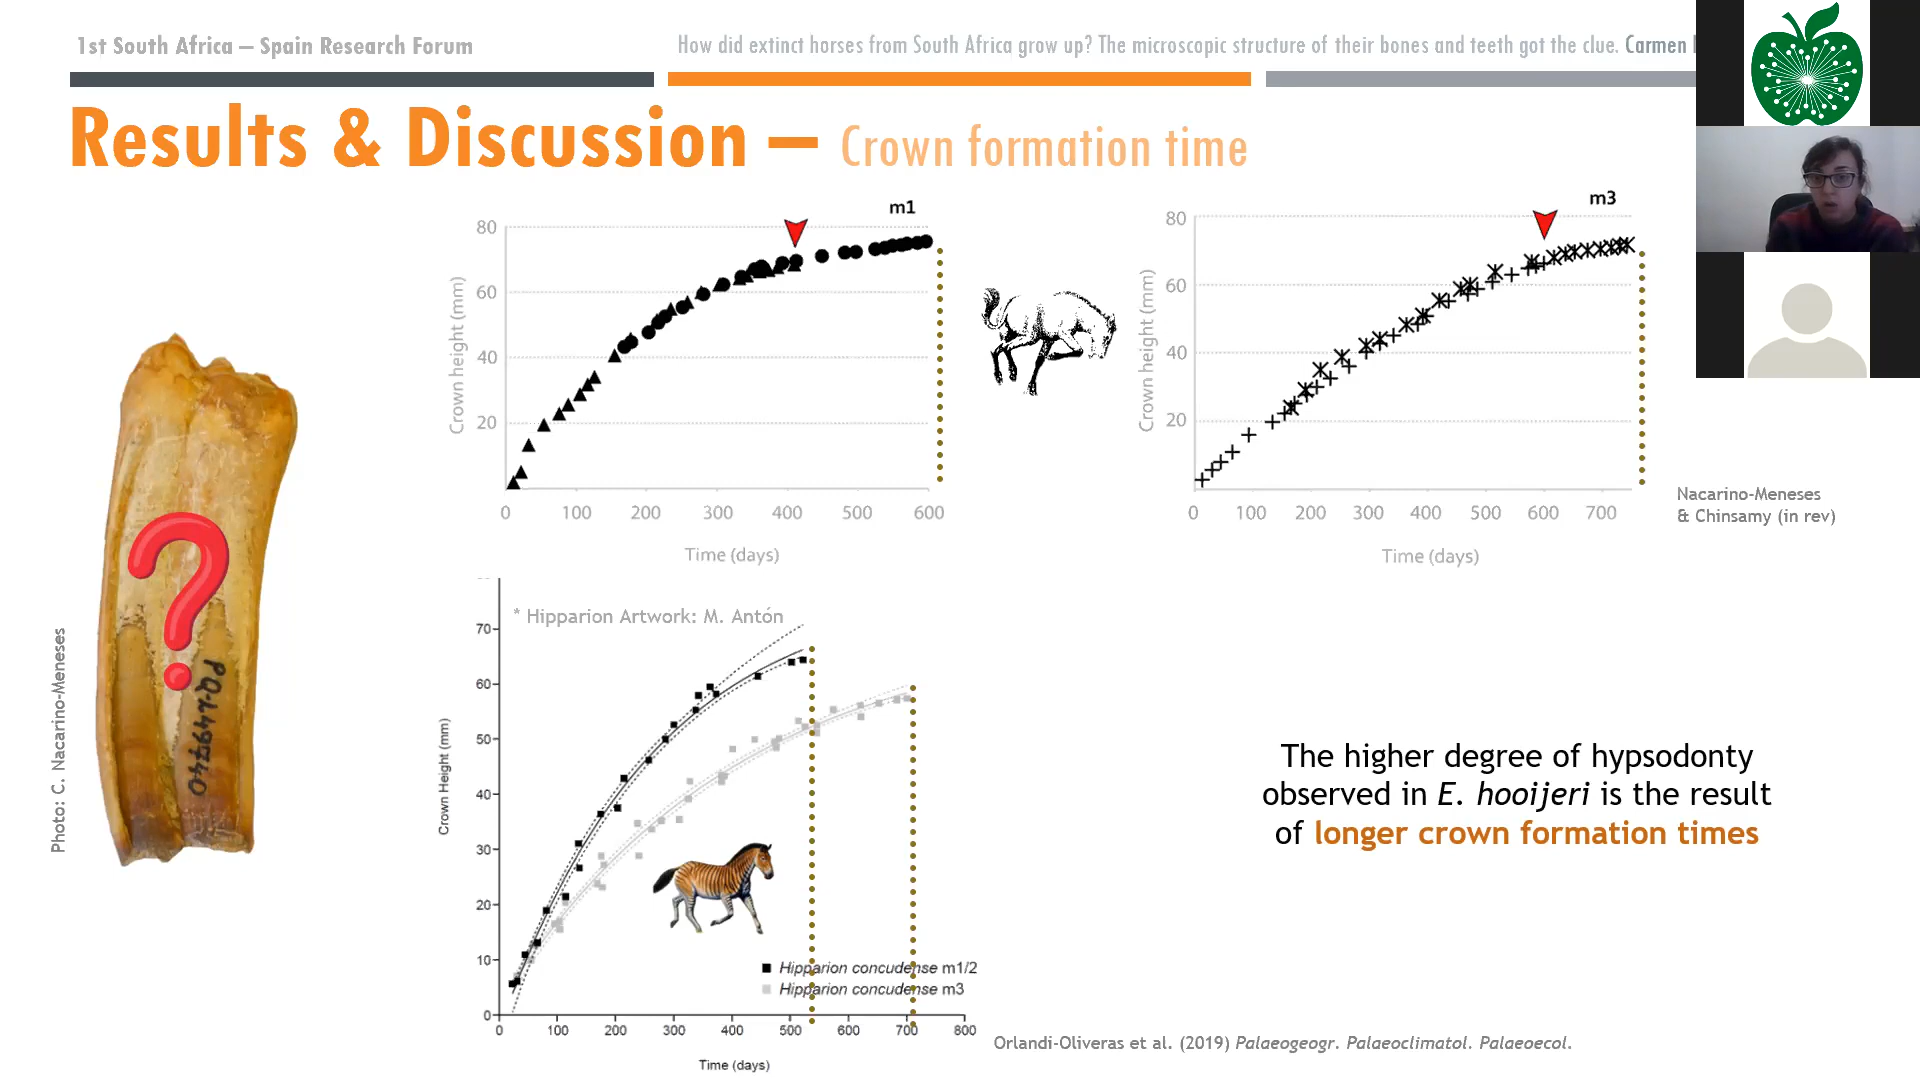 1st South Africa – Spain Research Forum
How did extinct horses from South Africa grow up? The microscopic structure of their bones and teeth got the clue. Carmen
Results & Discussion – Crown formation time
m1
80
60
40
20
Crown height (mm)
0 100 200 300 400 500 600
Time (days)
m3
80
60
40
20
Crown height (mm)
0 100 200 300 400 500 600 700
Time (days)
Nacarino-Meneses
& Chinsamy (in rev)
Photo: C. Nacarino-Meneses
?
PQ-L49740
* Hipparion Artwork: M. Antón
70
60
50
40
30
20
10
0
Crown Height (mm)
Hipparion concudense m1/2
Hipparion concudense m3
0 100 200 300 400 500 600 700 800
Time (days)
The higher degree of hypsodonty
observed in E. hooijeri is the result
of longer crown formation times
Orlandi-Oliveras et al. (2019) Palaeogeogr. Palaeoclimatol. Palaeoecol.